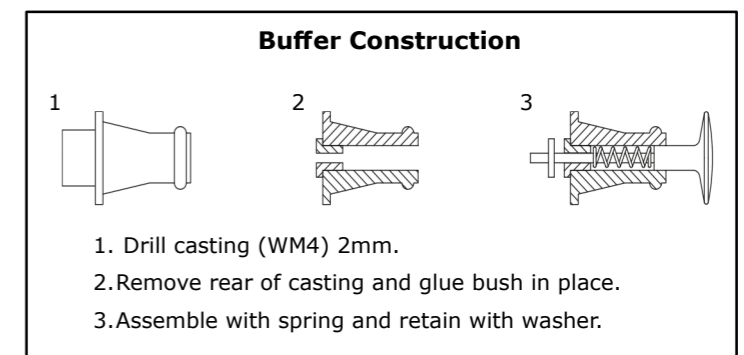 Buffer Construction
1
2
3
1. Drill casting (WM4) 2mm.
2.Remove rear of casting and glue bush in place.
3.Assemble with spring and retain with washer.